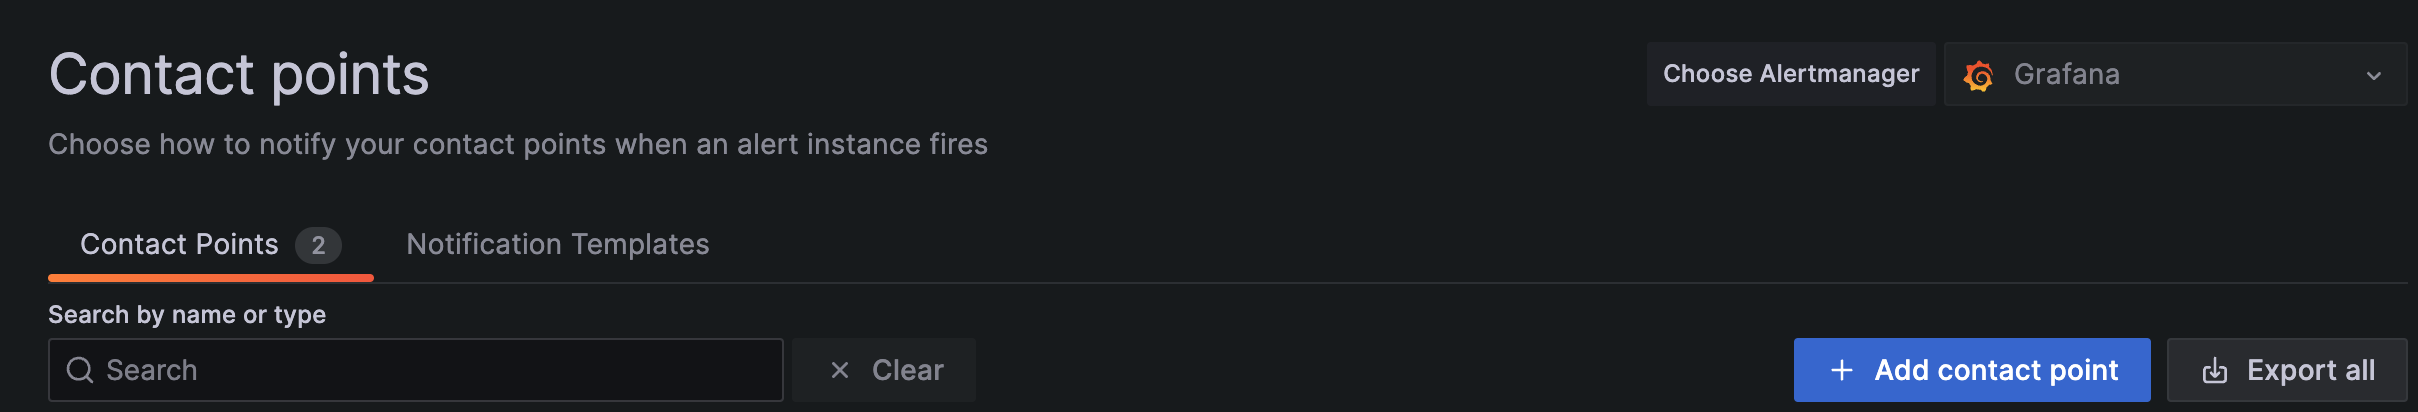 Contact points
Choose Alertmanager
Grafana
Choose how to notify your contact points when an alert instance fires
Contact Points 2
Notification Templates
Search by name or type
Search
Clear
Add contact point
Export all